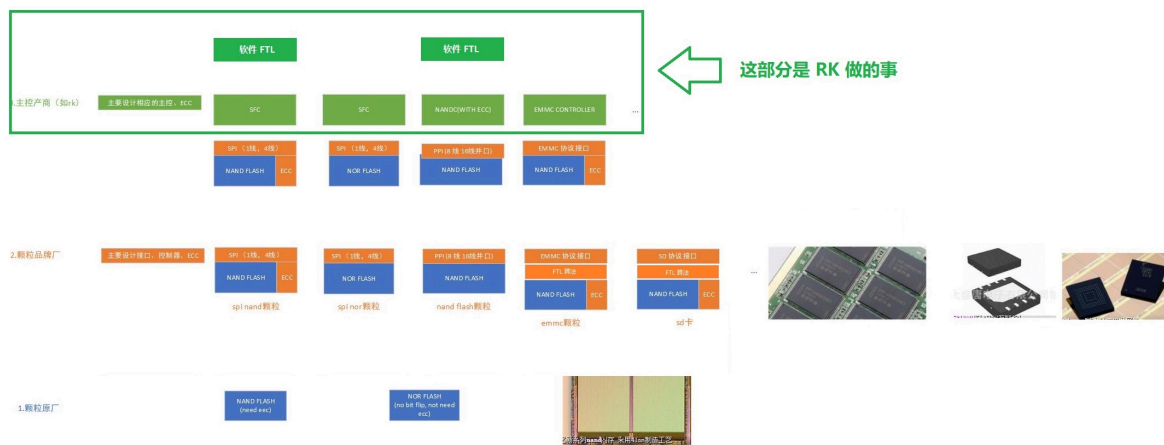 软件 FTL
软件 FTL
这部分是 RK 做的事
主控产商（如rk）
主要设计相应的主控、ECC
SFC
SFC
NANDC(WITH ECC)
EMMC CONTROLLER
...
SPI（1线，4线）
SPI（1线，4线）
PPI(8 线 16线并口)
EMMC 协议接口
NAND FLASH
ECC
NOR FLASH
NAND FLASH
NAND FLASH
ECC
2.颗粒品牌厂
主要设计接口、控制器、ECC
SPI（1线，4线）
SPI（1线，4线）
PPI(8 线 16线并口)
EMMC 协议接口
SD 协议接口
...
FTL 算法
FTL 算法
NAND FLASH
ECC
NOR FLASH
NAND FLASH
NAND FLASH
ECC
NAND FLASH
ECC
spi nand颗粒
spi nor颗粒
nand flash颗粒
emmc颗粒
sd卡
1.颗粒原厂
NAND FLASH
(need eec)
NOR FLASH
(no bit flip, not need
ecc)